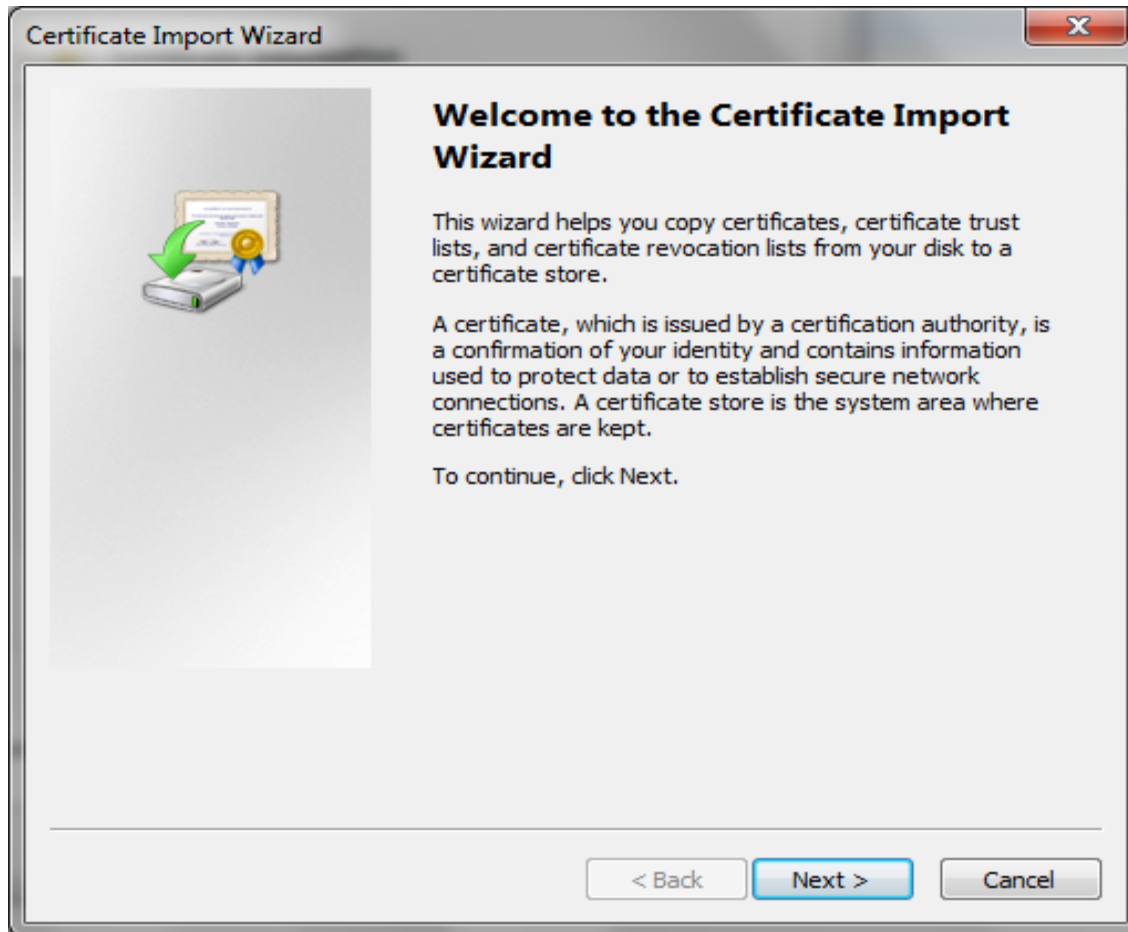 Certificate Import Wizard
Welcome to the Certificate Import
Wizard
This wizard helps you copy certificates, certificate trust
lists, and certificate revocation lists from your disk to a
certificate store.
A certificate, which is issued by a certification authority, is
a confirmation of your identity and contains information
used to protect data or to establish secure network
connections. A certificate store is the system area where
certificates are kept.
To continue, click Next.
< Back
Next >
Cancel